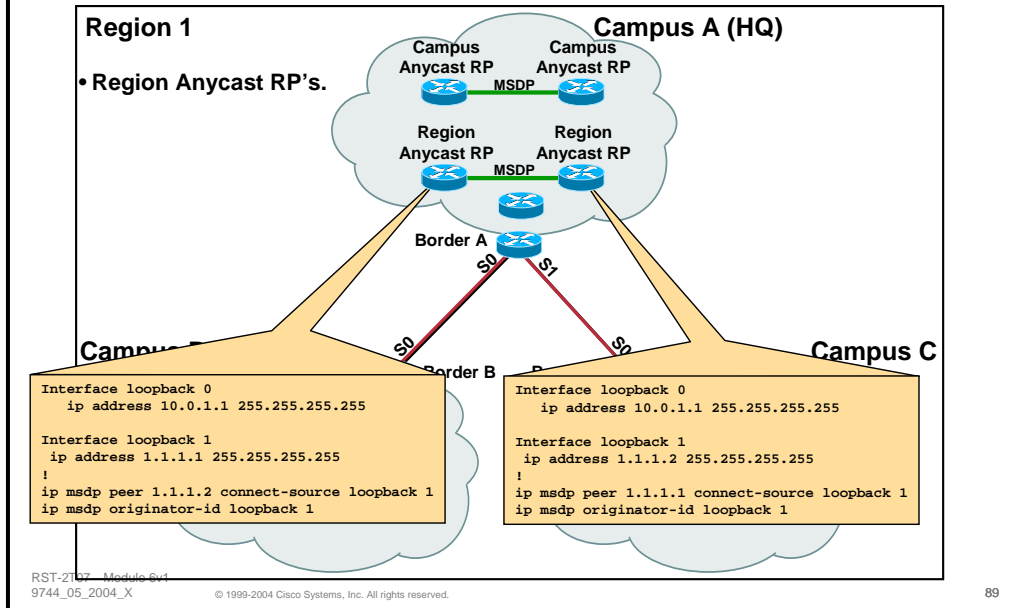 Region 1
Campus A (HQ)
• Region Anycast RP's.
Campus
Anycast RP
Campus
Anycast RP
MSDP
Region
Anycast RP
Region
Anycast RP
MSDP
Border A
S0
S1
S0
S0
Campus
Campus C
Border B
Interface loopback 0
ip address 10.0.1.1 255.255.255.255
Interface loopback 1
ip address 1.1.1.1 255.255.255.255
!
ip msdp peer 1.1.1.2 connect-source loopback 1
ip msdp originator-id loopback 1
Interface loopback 0
ip address 10.0.1.1 255.255.255.255
Interface loopback 1
ip address 1.1.1.2 255.255.255.255
!
ip msdp peer 1.1.1.1 connect-source loopback 1
ip msdp originator-id loopback 1
RST-2T07 Module 6v1
9744_05_2004_X
© 1999-2004 Cisco Systems, Inc. All rights reserved.
89